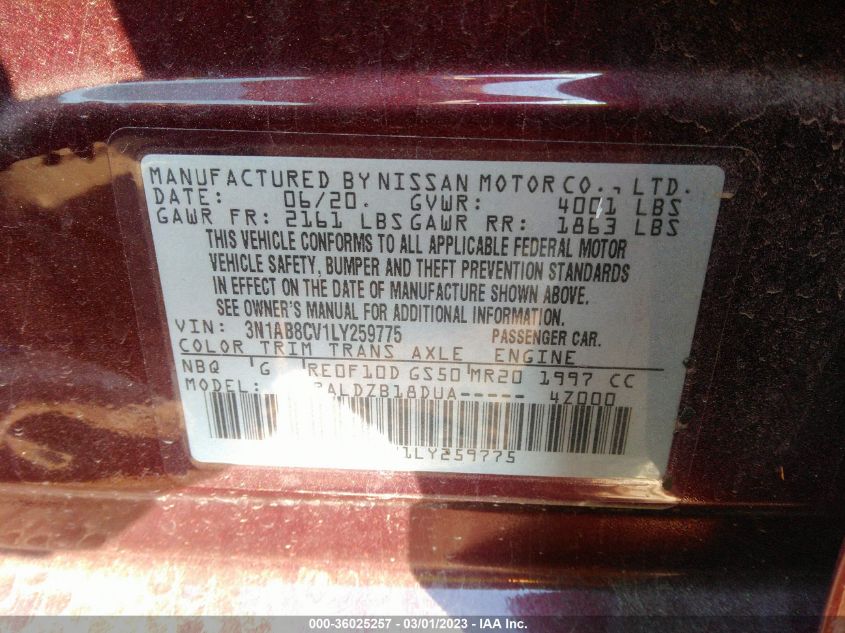 MANUFACTURED BY NISSAN MOTOR CO., LTD.
DATE: 06/20. GVWR: 4001 LBS
GAWR FR: 2161 LBS GAWR RR: 1863 LBS
THIS VEHICLE CONFORMS TO ALL APPLICABLE FEDERAL MOTOR
VEHICLE SAFETY, BUMPER AND THEFT PREVENTION STANDARDS
IN EFFECT ON THE DATE OF MANUFACTURE SHOWN ABOVE.
SEE OWNER'S MANUAL FOR ADDITIONAL INFORMATION.
VIN: 3N1AB8CV1LY259775 PASSENGER CAR.
COLOR TRIM TRANS AXLE ENGINE
NBQ G RE0F10D GS50 MR20 1997 CC
MODEL: ALDZB18DUA----- 4Z000
1LY259775
000-36025257 - 03/01/2023 - IAA Inc.